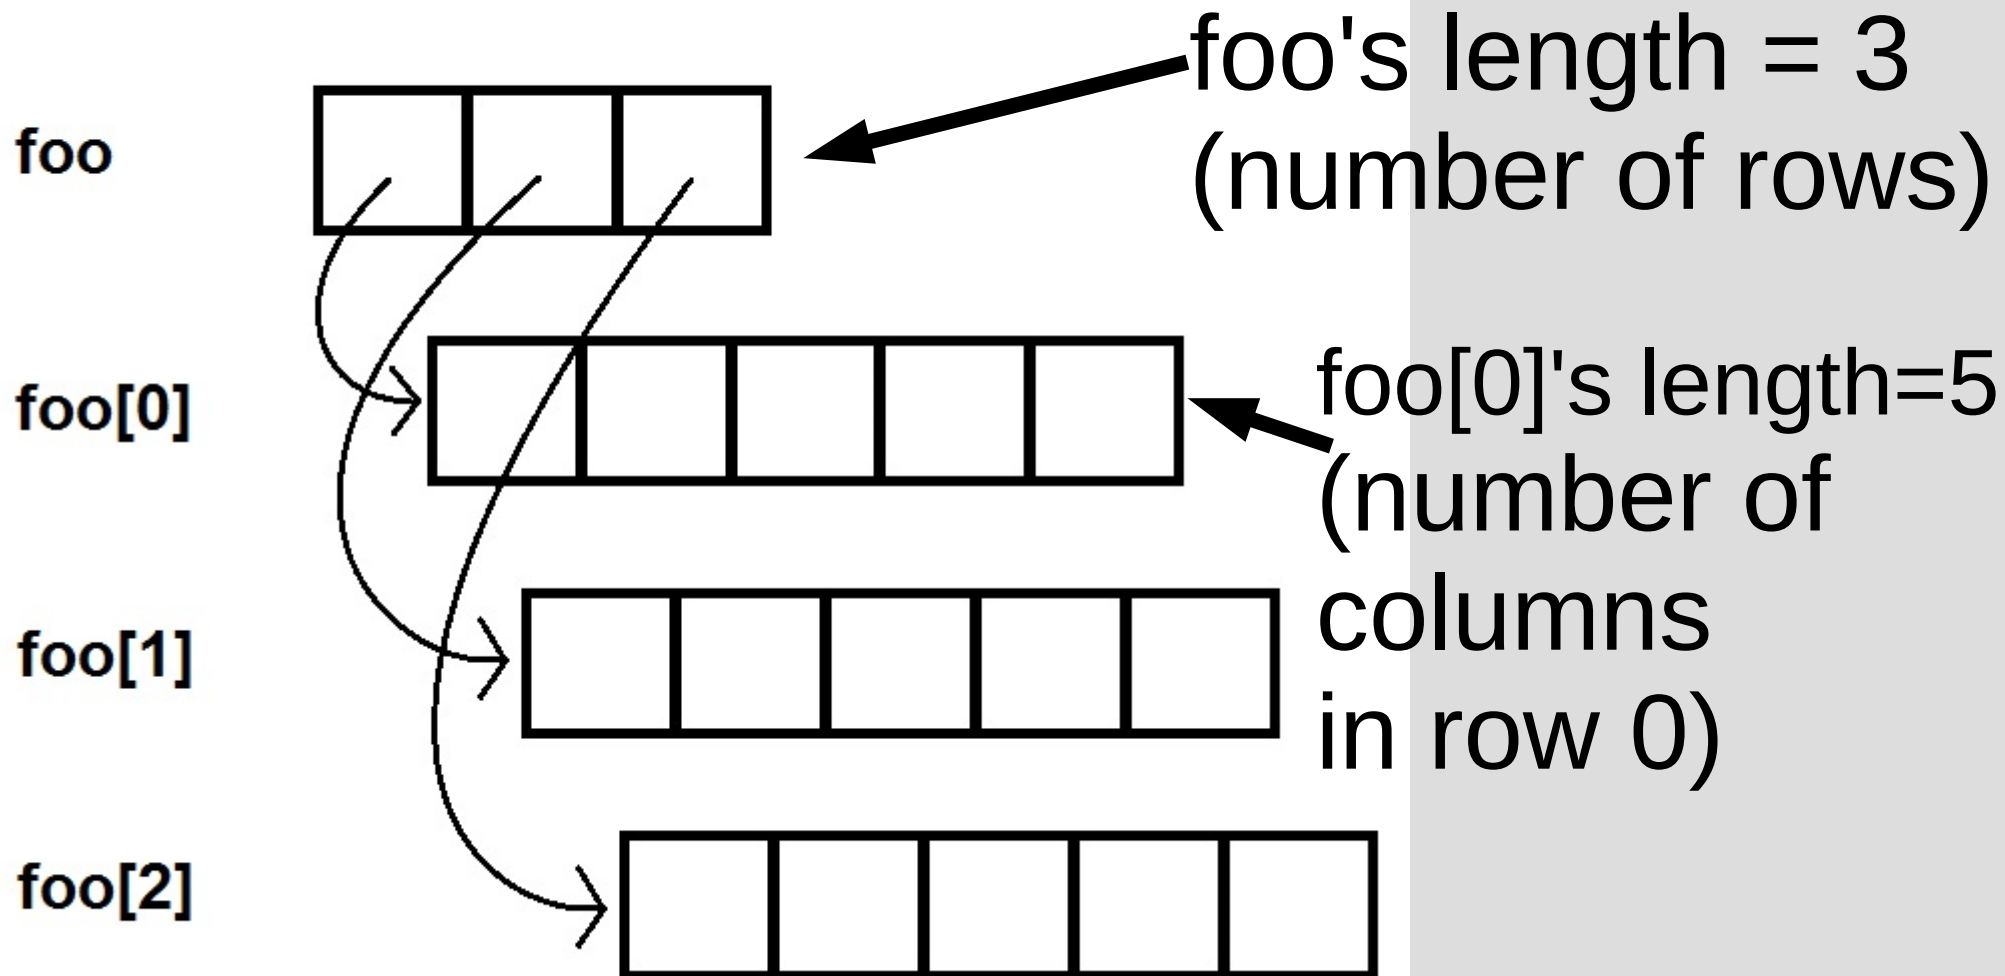 foo's length = 3
(number of rows)
foo
foo[0]'s length=5
(number of
columns
in row 0)
foo[0]
foo[1]
foo[2]